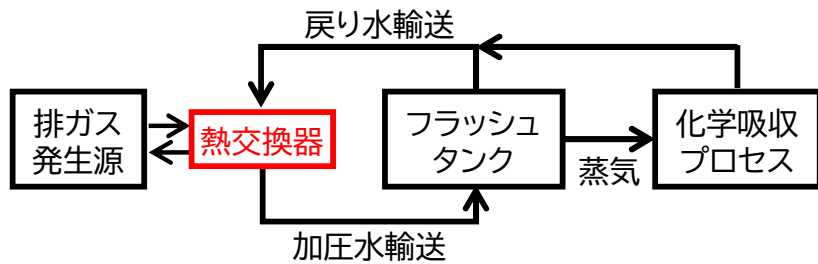 戻り水輸送
排ガス
発生源
熱交換器
フラッシュ
タンク
蒸気
化学吸収
プロセス
加圧水輸送